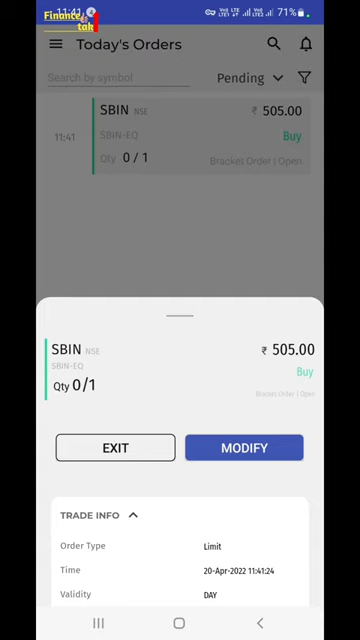 11:41
71%
Finance
tak
Today's Orders
Search by symbol
Pending
SBIN NSE
₹ 505.00
11:41
SBIN-EQ
Buy
Qty 0 / 1
Bracket Order | Open
SBIN NSE
₹ 505.00
SBIN-EQ
Buy
Qty 0/1
Bracket Order | Open
EXIT
MODIFY
TRADE INFO
Order Type
Limit
Time
20-Apr-2022 11:41:24
Validity
DAY